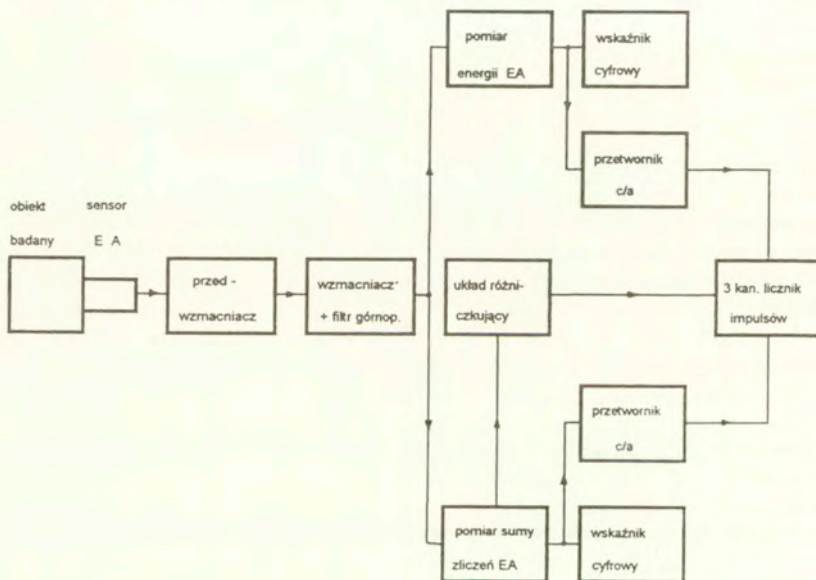 pomiar
energii EA
wskaźnik
cyfrowy
przetwornik
c/a
obiekt
badany
sensor
E A
przed -
wzmacniacz
wzmacniacz
+ filtr górnop.
układ różni-
czkujący
3 kan. licznik
impulsów
przetwornik
c/a
pomiar sumy
zliczeń EA
wskaźnik
cyfrowy